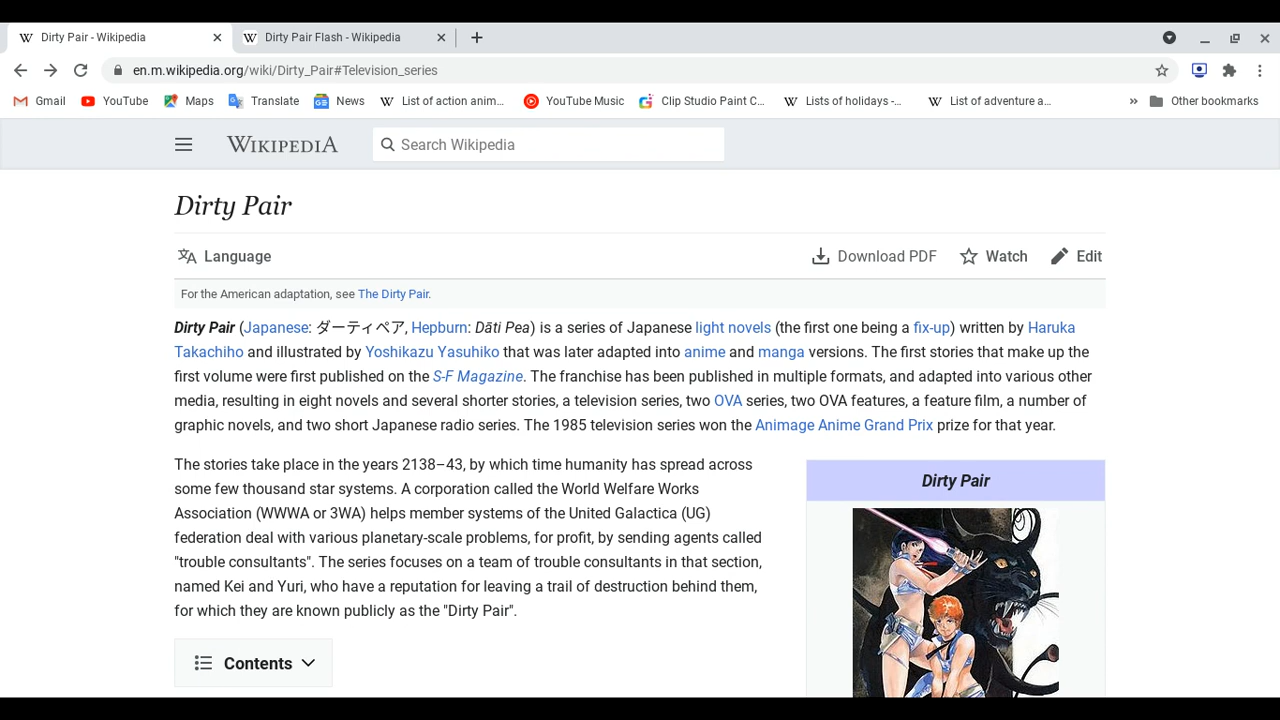 Dirty Pair - Wikipedia
Dirty Pair Flash - Wikipedia
en.m.wikipedia.org/wiki/Dirty_Pair#Television_series
Gmail
YouTube
Maps
Translate
News
List of action anim...
YouTube Music
Clip Studio Paint C...
Lists of holidays -...
List of adventure a...
Other bookmarks
WIKIPEDIA
Search Wikipedia
Dirty Pair
Language
Download PDF
Watch
Edit
For the American adaptation, see The Dirty Pair.
Dirty Pair (Japanese: ダーティペア, Hepburn: Dāti Pea) is a series of Japanese light novels (the first one being a fix-up) written by Haruka
Takachiho and illustrated by Yoshikazu Yasuhiko that was later adapted into anime and manga versions. The first stories that make up the
first volume were first published on the S-F Magazine. The franchise has been published in multiple formats, and adapted into various other
media, resulting in eight novels and several shorter stories, a television series, two OVA series, two OVA features, a feature film, a number of
graphic novels, and two short Japanese radio series. The 1985 television series won the Animage Anime Grand Prix prize for that year.
The stories take place in the years 2138–43, by which time humanity has spread across
some few thousand star systems. A corporation called the World Welfare Works
Association (WWWA or 3WA) helps member systems of the United Galactica (UG)
federation deal with various planetary-scale problems, for profit, by sending agents called
"trouble consultants". The series focuses on a team of trouble consultants in that section,
named Kei and Yuri, who have a reputation for leaving a trail of destruction behind them,
for which they are known publicly as the "Dirty Pair".
Dirty Pair
Contents